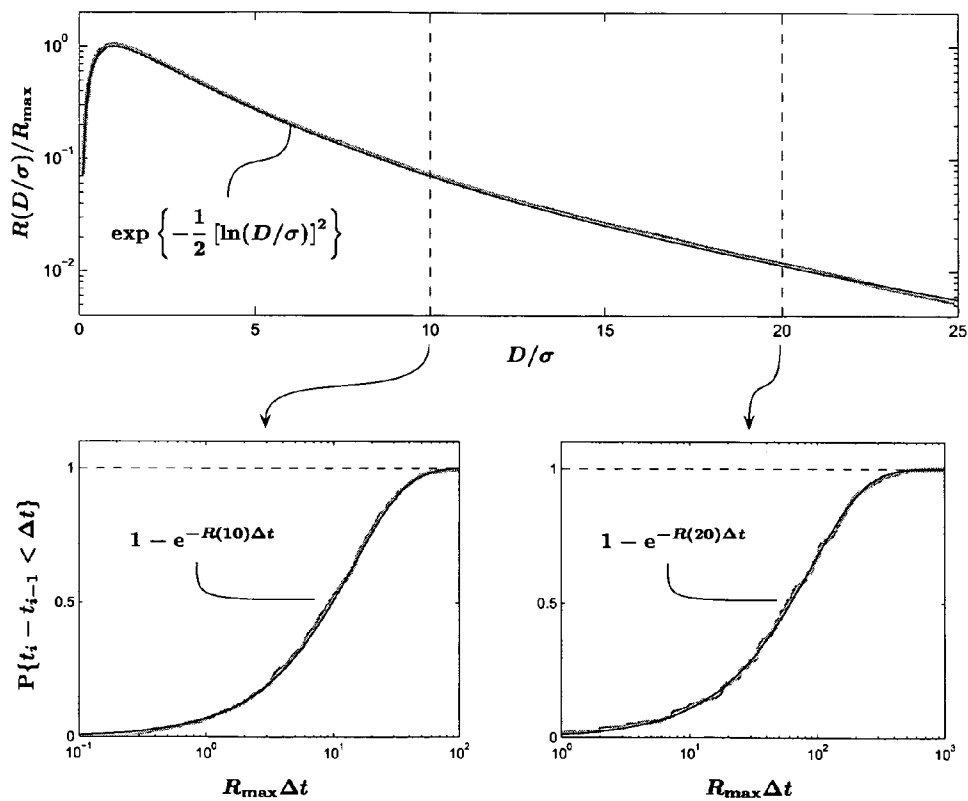 R(D/σ)/R_max
10^0
10^-1
10^-2
exp { -1/2 [ln(D/σ)]^2 }
0 5 10 15 20 25
D/σ
P{t_i − t_{i−1} < Δt}
1
0.5
0
1 − e^{−R(10)Δt}
10^-1 10^0 10^1 10^2
R_max Δt
1
0.5
0
1 − e^{−R(20)Δt}
10^0 10^1 10^2 10^3
R_max Δt